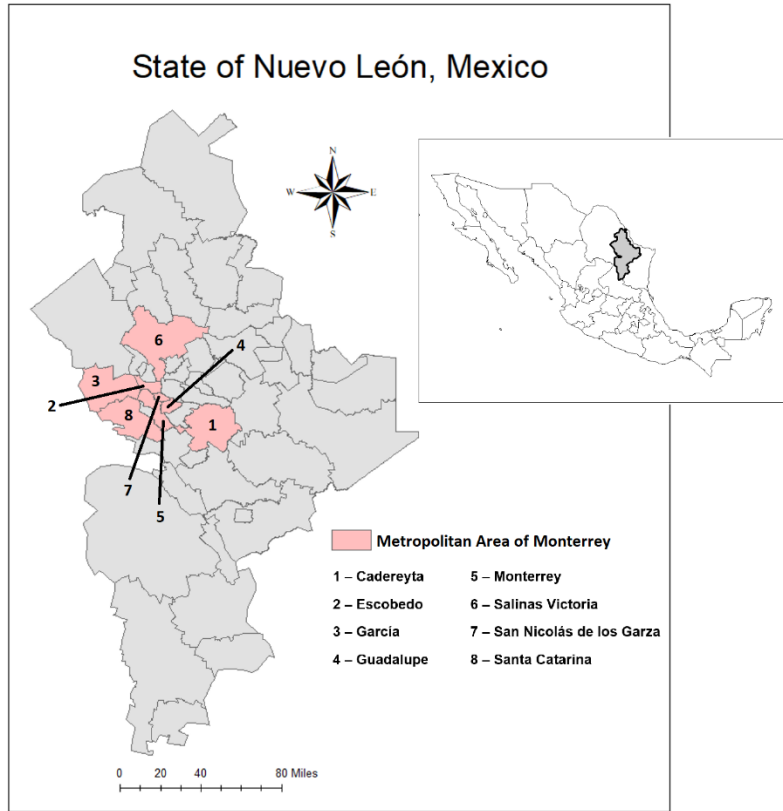 State of Nuevo León, Mexico
N
W E
S
6
4
3
2
8
1
7
5
Metropolitan Area of Monterrey
1 – Cadereyta 5 – Monterrey
2 – Escobedo 6 – Salinas Victoria
3 – García 7 – San Nicolás de los Garza
4 – Guadalupe 8 – Santa Catarina
0 20 40 80 Miles